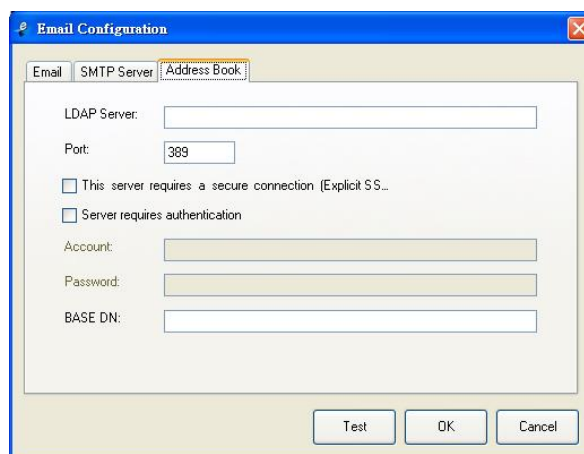 Email Configuration
Email SMTP Server Address Book
LDAP Server:
Port: 389
This server requires a secure connection (Explicit SS...
Server requires authentication
Account:
Password:
BASE DN:
Test OK Cancel